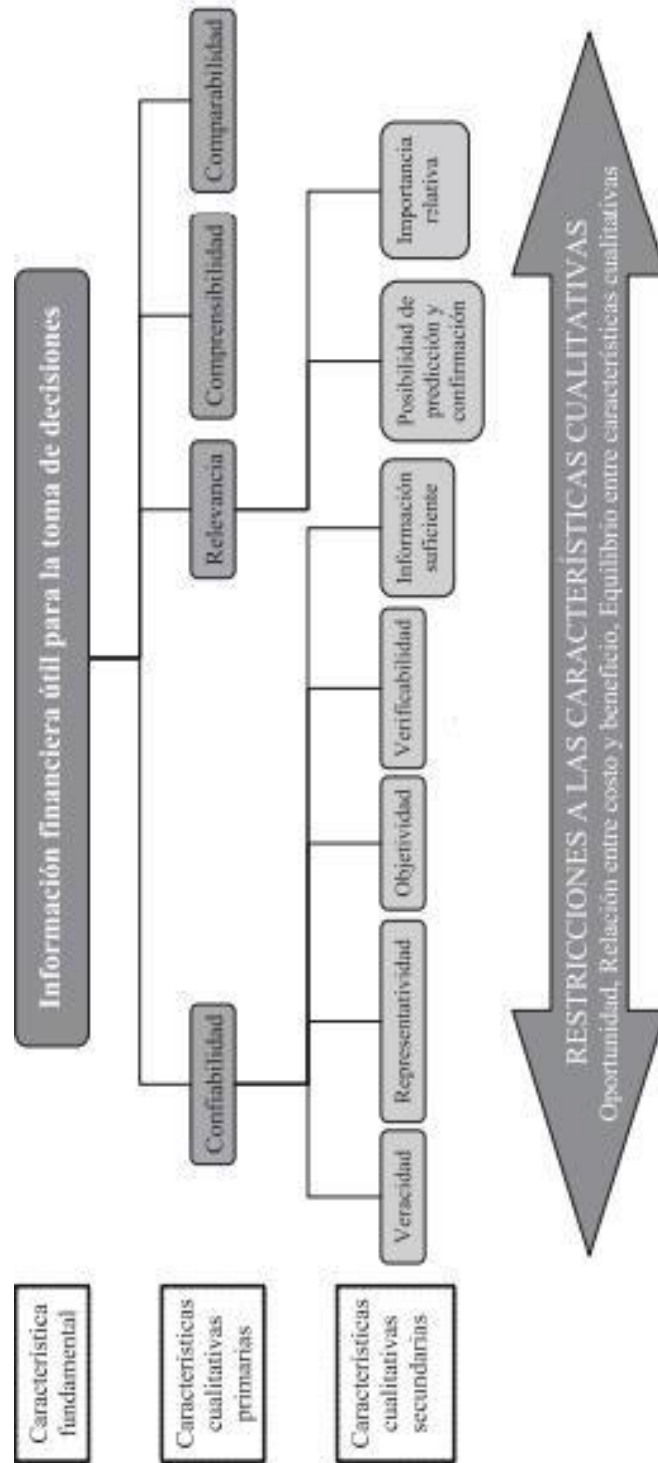 Característica
fundamental
Información financiera útil para la toma de decisiones
Características
cualitativas
primarias
Confiabilidad
Relevancia
Comprensibilidad
Comparabilidad
Características
cualitativas
secundarias
Veracidad
Representatividad
Objetividad
Verificabilidad
Información
suficiente
Posibilidad de
predicción y
confirmación
Importancia
relativa
RESTRICCIONES A LAS CARACTERÍSTICAS CUALITATIVAS
Oportunidad, Relación entre costo y beneficio, Equilibrio entre características cualitativas